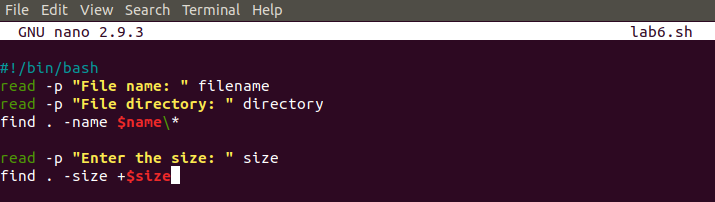 File Edit View Search Terminal Help
GNU nano 2.9.3 lab6.sh
#!/bin/bash
read -p "File name: " filename
read -p "File directory: " directory
find . -name $name\*
read -p "Enter the size: " size
find . -size +$size